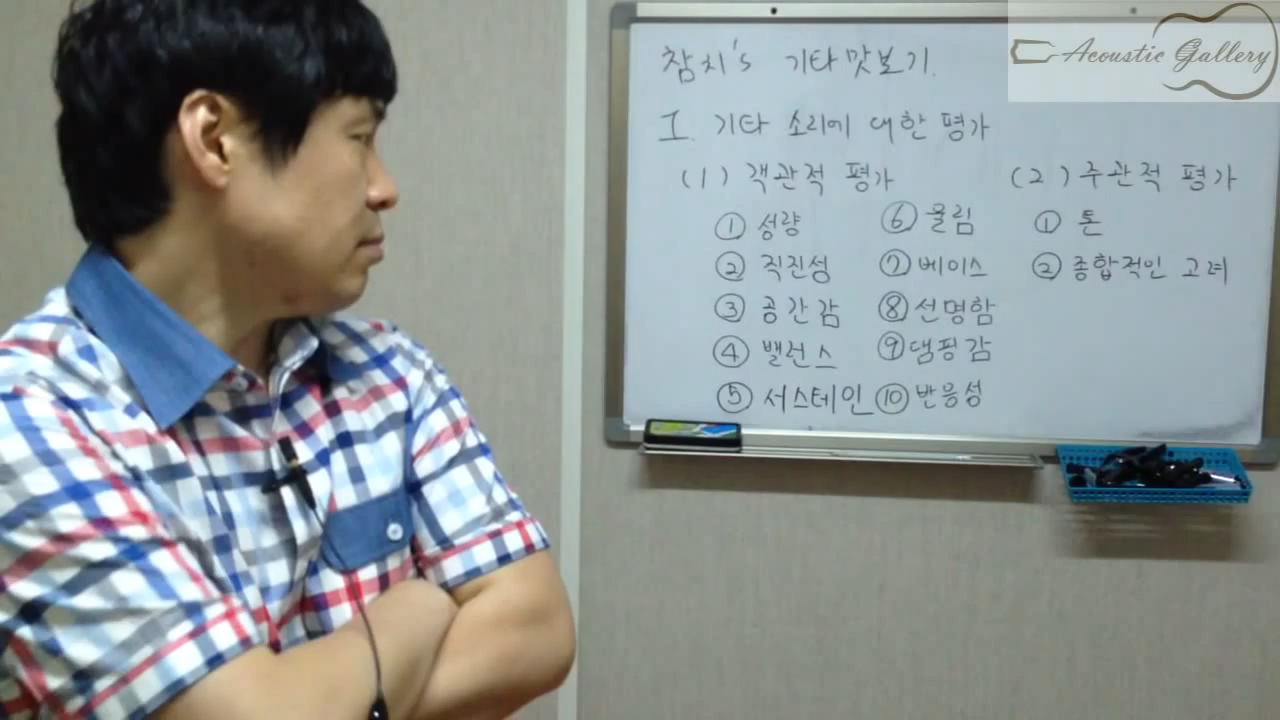 참치's 기타맛보기.
Acoustic Gallery
I. 기타 소리에 대한 평가
(1) 객관적 평가
① 성량
② 직진성
③ 공간감
④ 밸런스
⑤ 서스테인
⑥ 울림
⑦ 베이스
⑧ 선명함
⑨ 댐핑감
⑩ 반응성
(2) 주관적 평가
① 톤
② 종합적인 고려